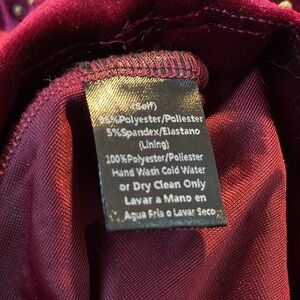 (Self)
95%Polyester/Poliester
5%Spandex/Elastano
(Lining)
100%Polyester/Poliester
Hand Wash Cold Water
or Dry Clean Only
Lavar a Mano en
Agua Fria o Lavar Seco